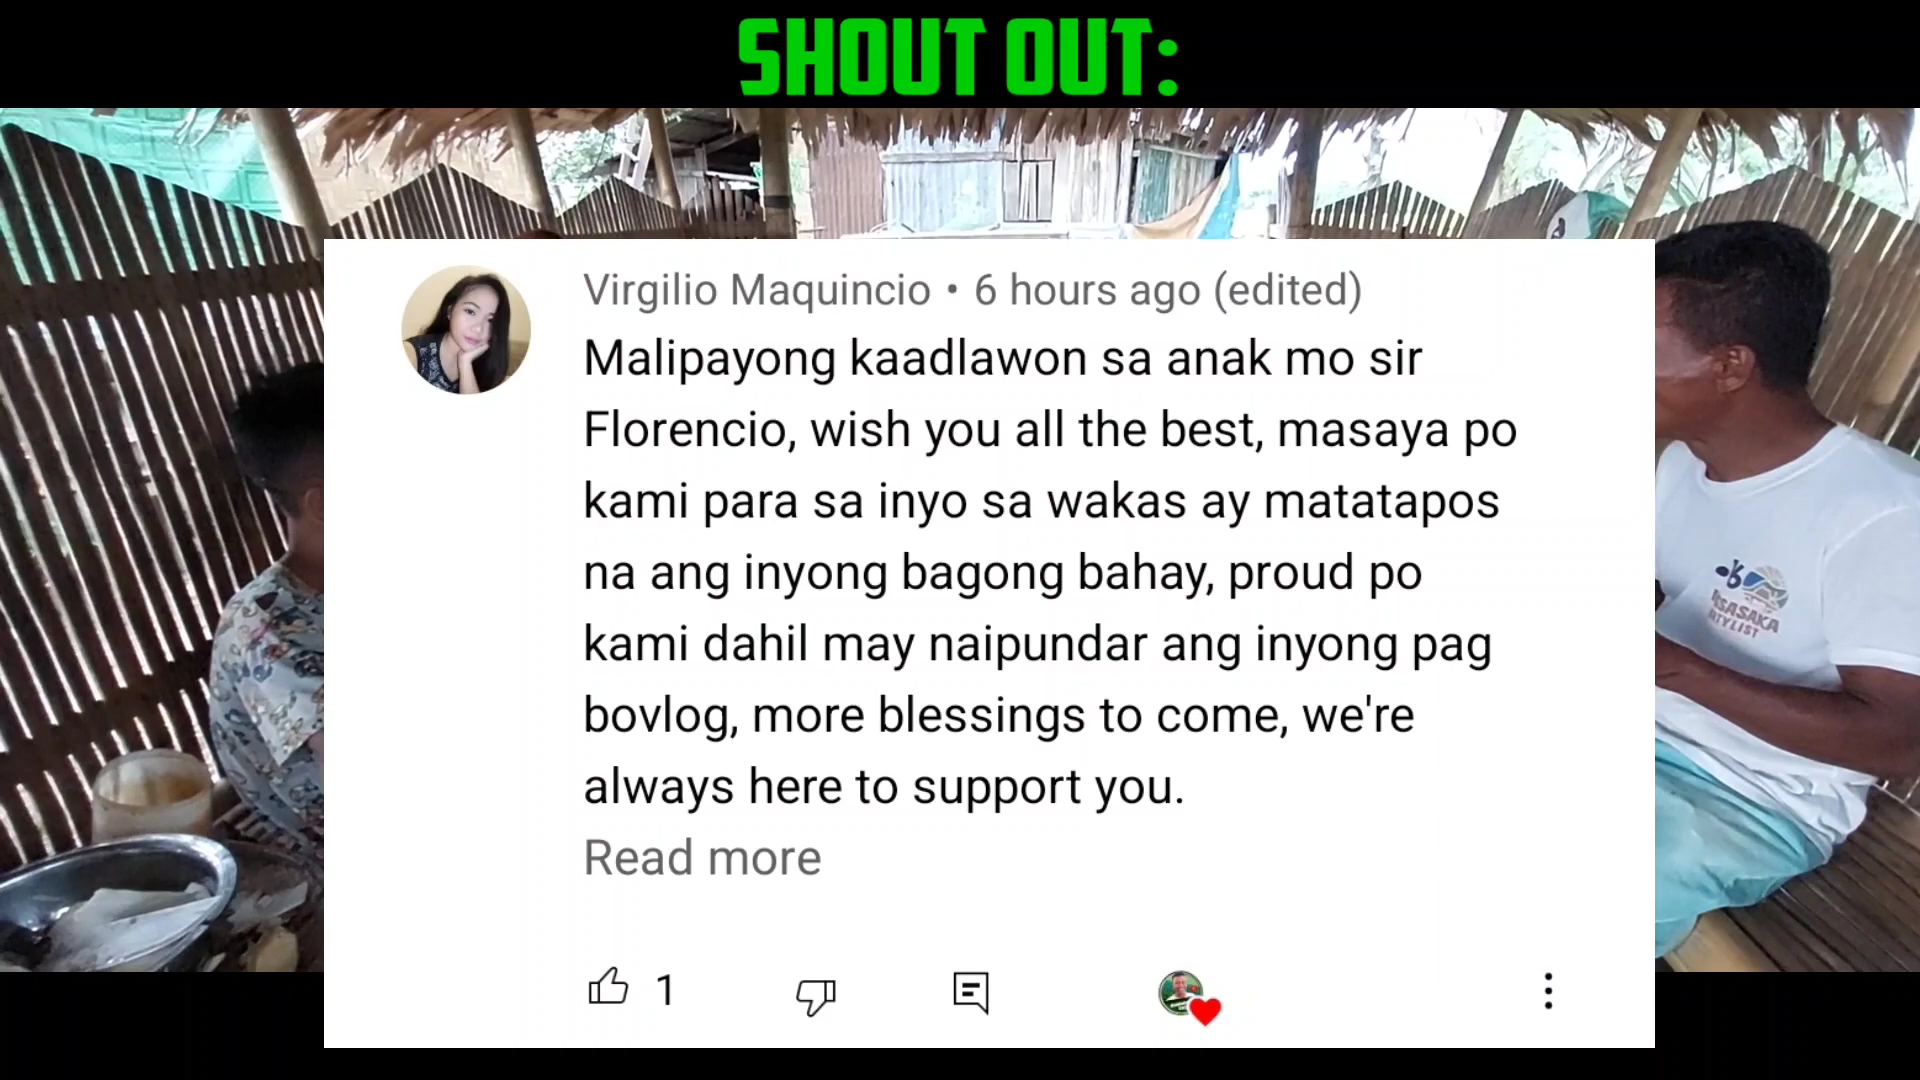 SHOUT OUT:
Virgilio Maquincio • 6 hours ago (edited)
Malipayong kaadlawon sa anak mo sir
Florencio, wish you all the best, masaya po
kami para sa inyo sa wakas ay matatapos
na ang inyong bagong bahay, proud po
kami dahil may naipundar ang inyong pag
bovlog, more blessings to come, we're
always here to support you.
Read more
1